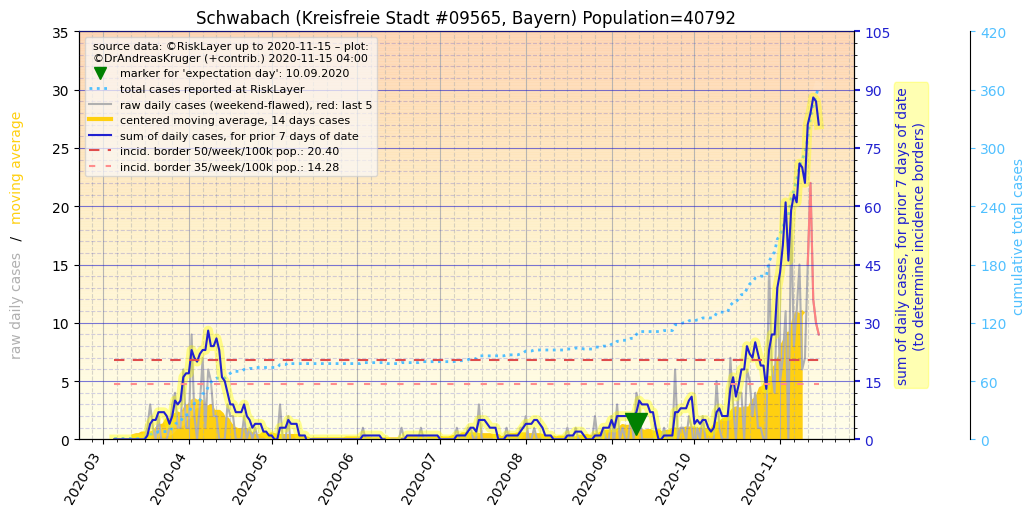 Schwabach (Kreisfreie Stadt #09565, Bayern) Population=40792
source data: ©RiskLayer up to 2020-11-15 – plot:
©DrAndreasKruger (+contrib.) 2020-11-15 04:00
marker for 'expectation day': 10.09.2020
total cases reported at RiskLayer
raw daily cases (weekend-flawed), red: last 5
centered moving average, 14 days cases
sum of daily cases, for prior 7 days of date
incid. border 50/week/100k pop.: 20.40
incid. border 35/week/100k pop.: 14.28
raw daily cases / moving average
35
30
25
20
15
10
5
0
2020-03
2020-04
2020-05
2020-06
2020-07
2020-08
2020-09
2020-10
2020-11
105
90
75
60
45
30
15
0
sum of daily cases, for prior 7 days of date
(to determine incidence borders)
420
360
300
240
180
120
60
0
cumulative total cases